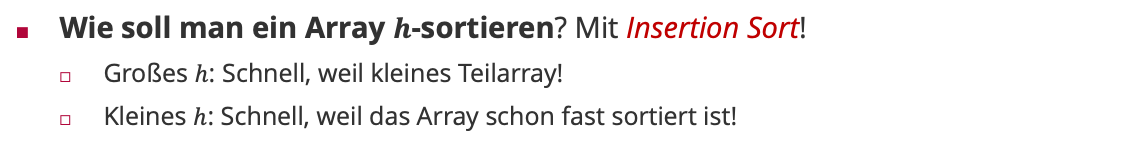 Wie soll man ein Array h-sortieren? Mit Insertion Sort!
Großes h: Schnell, weil kleines Teilarray!
Kleines h: Schnell, weil das Array schon fast sortiert ist!